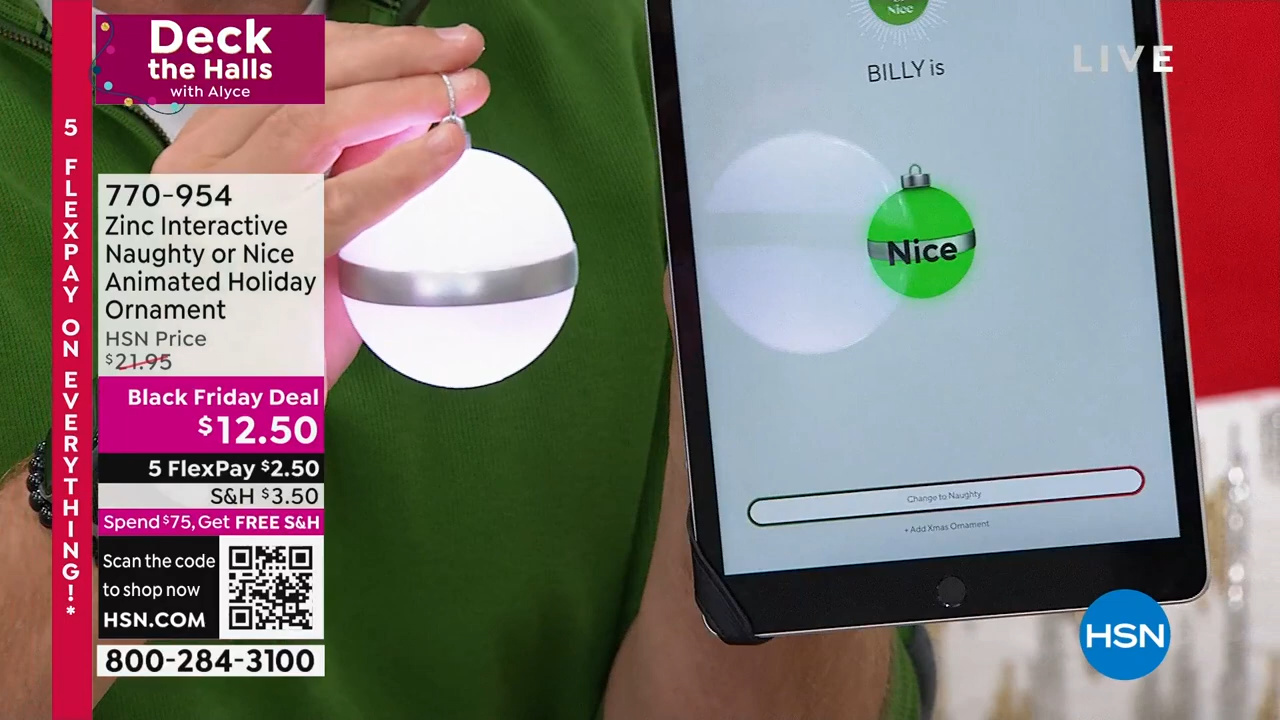 5 FLEXPAY ON EVERYTHING!*
Deck
the Halls
with Alyce
770-954
Zinc Interactive
Naughty or Nice
Animated Holiday
Ornament
HSN Price
$21.95
Black Friday Deal
$12.50
5 FlexPay $2.50
S&H $3.50
Spend $75, Get FREE S&H
Scan the code
to shop now
HSN.COM
800-284-3100
Nice
BILLY is
Nice
Change to Naughty
+ Add Xmas Ornament
LIVE
HSN